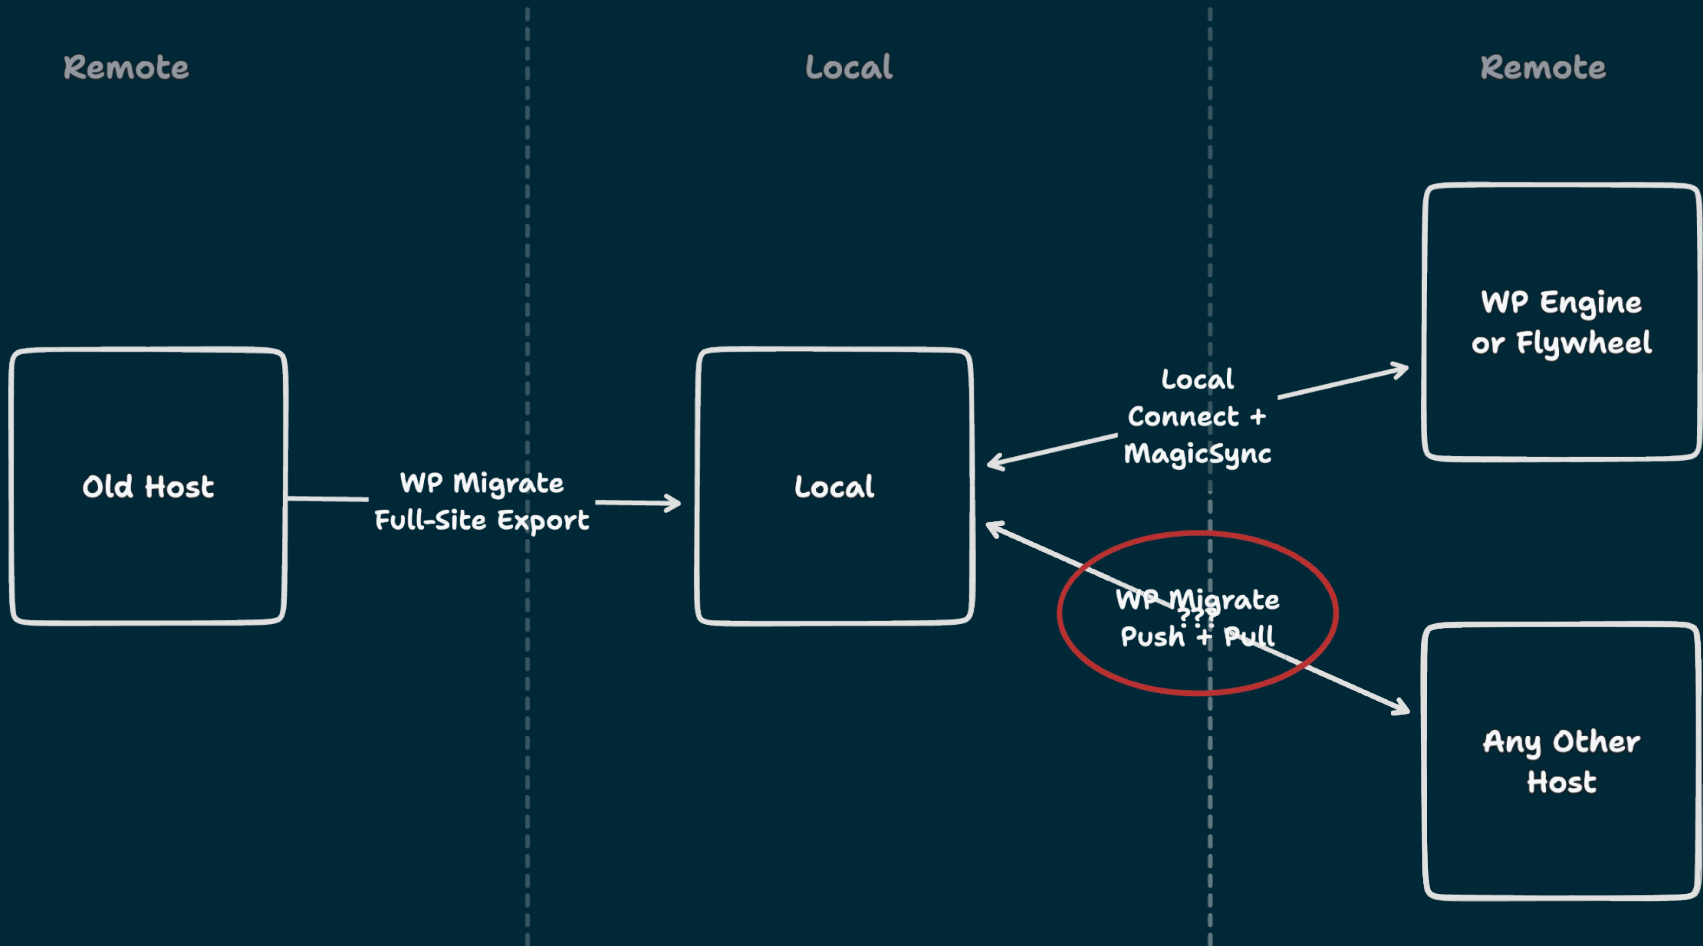 Remote
Local
Remote
Old Host
WP Migrate
Full-Site Export
Local
Local
Connect +
MagicSync
WP Engine
or Flywheel
WP Migrate
???
Push + Pull
Any Other
Host